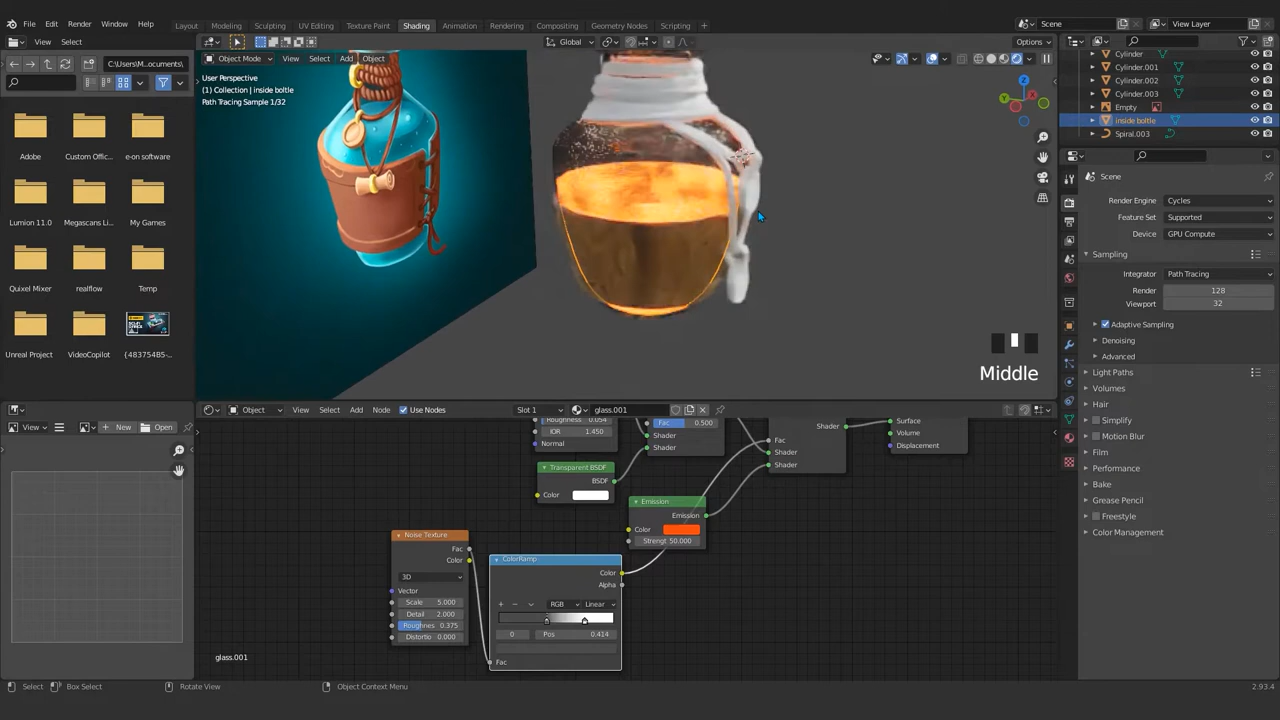 File Edit Render Window Help Layout Modeling Sculpting UV Editing Texture Paint Shading Animation Rendering Compositing Geometry Nodes Scripting Scene View Layer
View Select Global Options
C:\Users\M...ocuments\ Object Mode View Select Add Object
User Perspective
(1) Collection | inside boltle
Path Tracing Sample 1/32
Cylinder
Cylinder.001
Cylinder.002
Cylinder.003
Empty
inside boltle
Spiral.003
Adobe Custom Offic... e-on software
Lumion 11.0 Megascans Li... My Games
Quixel Mixer realflow Temp
Unreal Project VideoCopilot {483754B5-...
Scene
Render Engine Cycles
Feature Set Supported
Device GPU Compute
Sampling
Integrator Path Tracing
Render 128
Viewport 32
Adaptive Sampling
Denoising
Advanced
Light Paths
Volumes
Hair
Simplify
Motion Blur
Film
Performance
Bake
Grease Pencil
Freestyle
Color Management
Middle
Object View Select Add Node Use Nodes Slot 1 glass.001
View New Open
Roughness 0.054
IOR 1.450
Normal
Fac 0.500
Shader
Shader
Shader
Fac
Shader
Shader
Surface
Volume
Displacement
Transparent BSDF
BSDF
Color
Emission
Emission
Color
Strengt 50.000
Noise Texture
Fac
Color
3D
Vector
Scale 5.000
Detail 2.000
Roughnes 0.375
Distortio 0.000
ColorRamp
Color
Alpha
RGB Linear
0 Pos 0.414
Fac
glass.001
Select Box Select Rotate View Object Context Menu 2.93.4